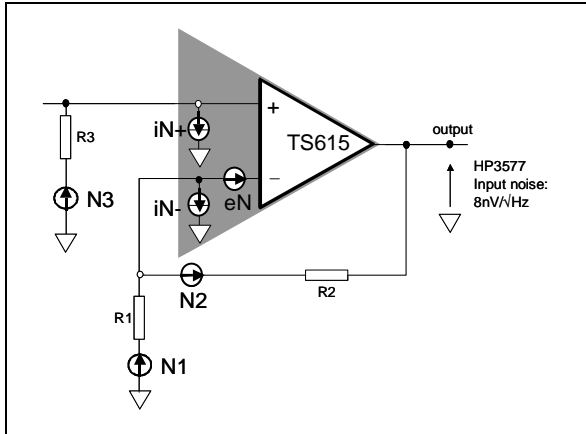 R3
N3
iN+
iN-
eN
+
−
TS615
output
HP3577
Input noise:
8nV/√Hz
N2
R2
R1
N1